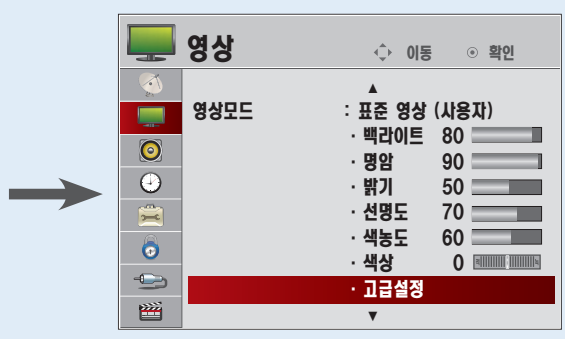 영상 이동 확인
영상모드 : 표준 영상 (사용자)
· 백라이트 80
· 명암 90
· 밝기 50
· 선명도 70
· 색농도 60
· 색상 0
· 고급설정